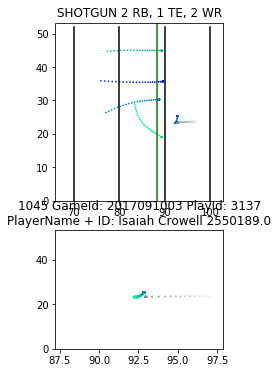 SHOTGUN 2 RB, 1 TE, 2 WR
50
40
30
20
10
0
70 80 90 100
1045 GameId: 2017091003 PlayId: 3137
PlayerName + ID: Isaiah Crowell 2550189.0
40
20
0
87.5 90.0 92.5 95.0 97.5